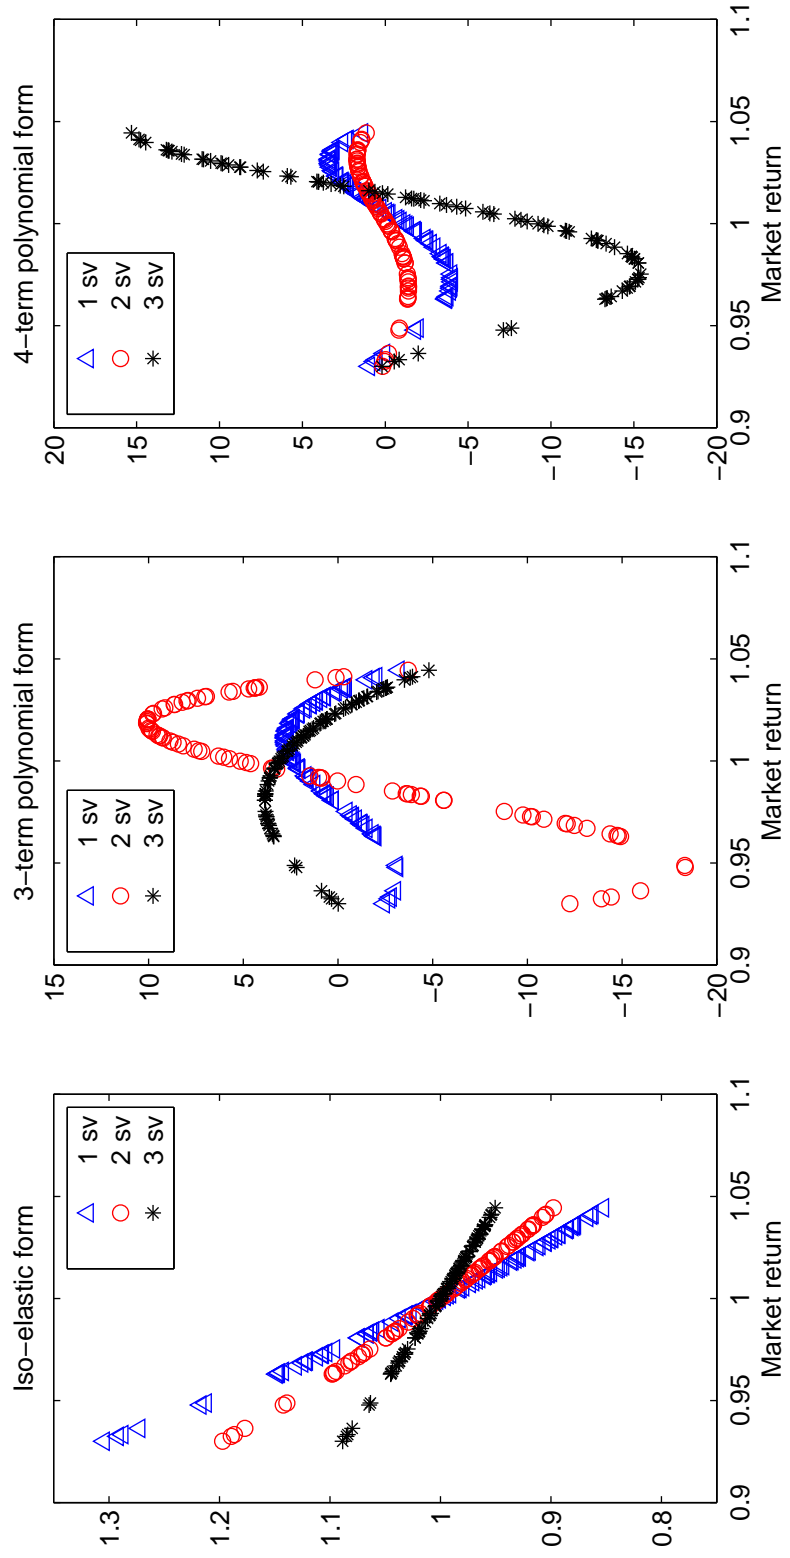 Iso−elastic form
1 sv
2 sv
3 sv
1.3
1.2
1.1
1
0.9
0.8
0.9 0.95 1 1.05 1.1
Market return
3−term polynomial form
1 sv
2 sv
3 sv
15
10
5
0
−5
−10
−15
−20
0.9 0.95 1 1.05 1.1
Market return
4−term polynomial form
1 sv
2 sv
3 sv
20
15
10
5
0
−5
−10
−15
−20
0.9 0.95 1 1.05 1.1
Market return